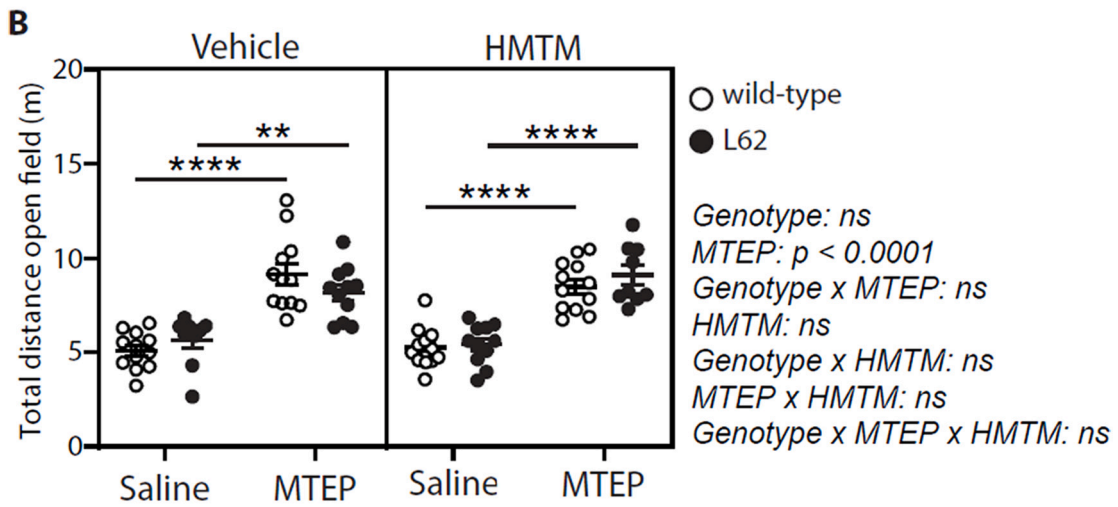 B
Vehicle
HMTM
Total distance open field (m)
20
15
10
5
0
**
****
****
****
Saline
MTEP
Saline
MTEP
wild-type
L62
Genotype: ns
MTEP: p < 0.0001
Genotype x MTEP: ns
HMTM: ns
Genotype x HMTM: ns
MTEP x HMTM: ns
Genotype x MTEP x HMTM: ns